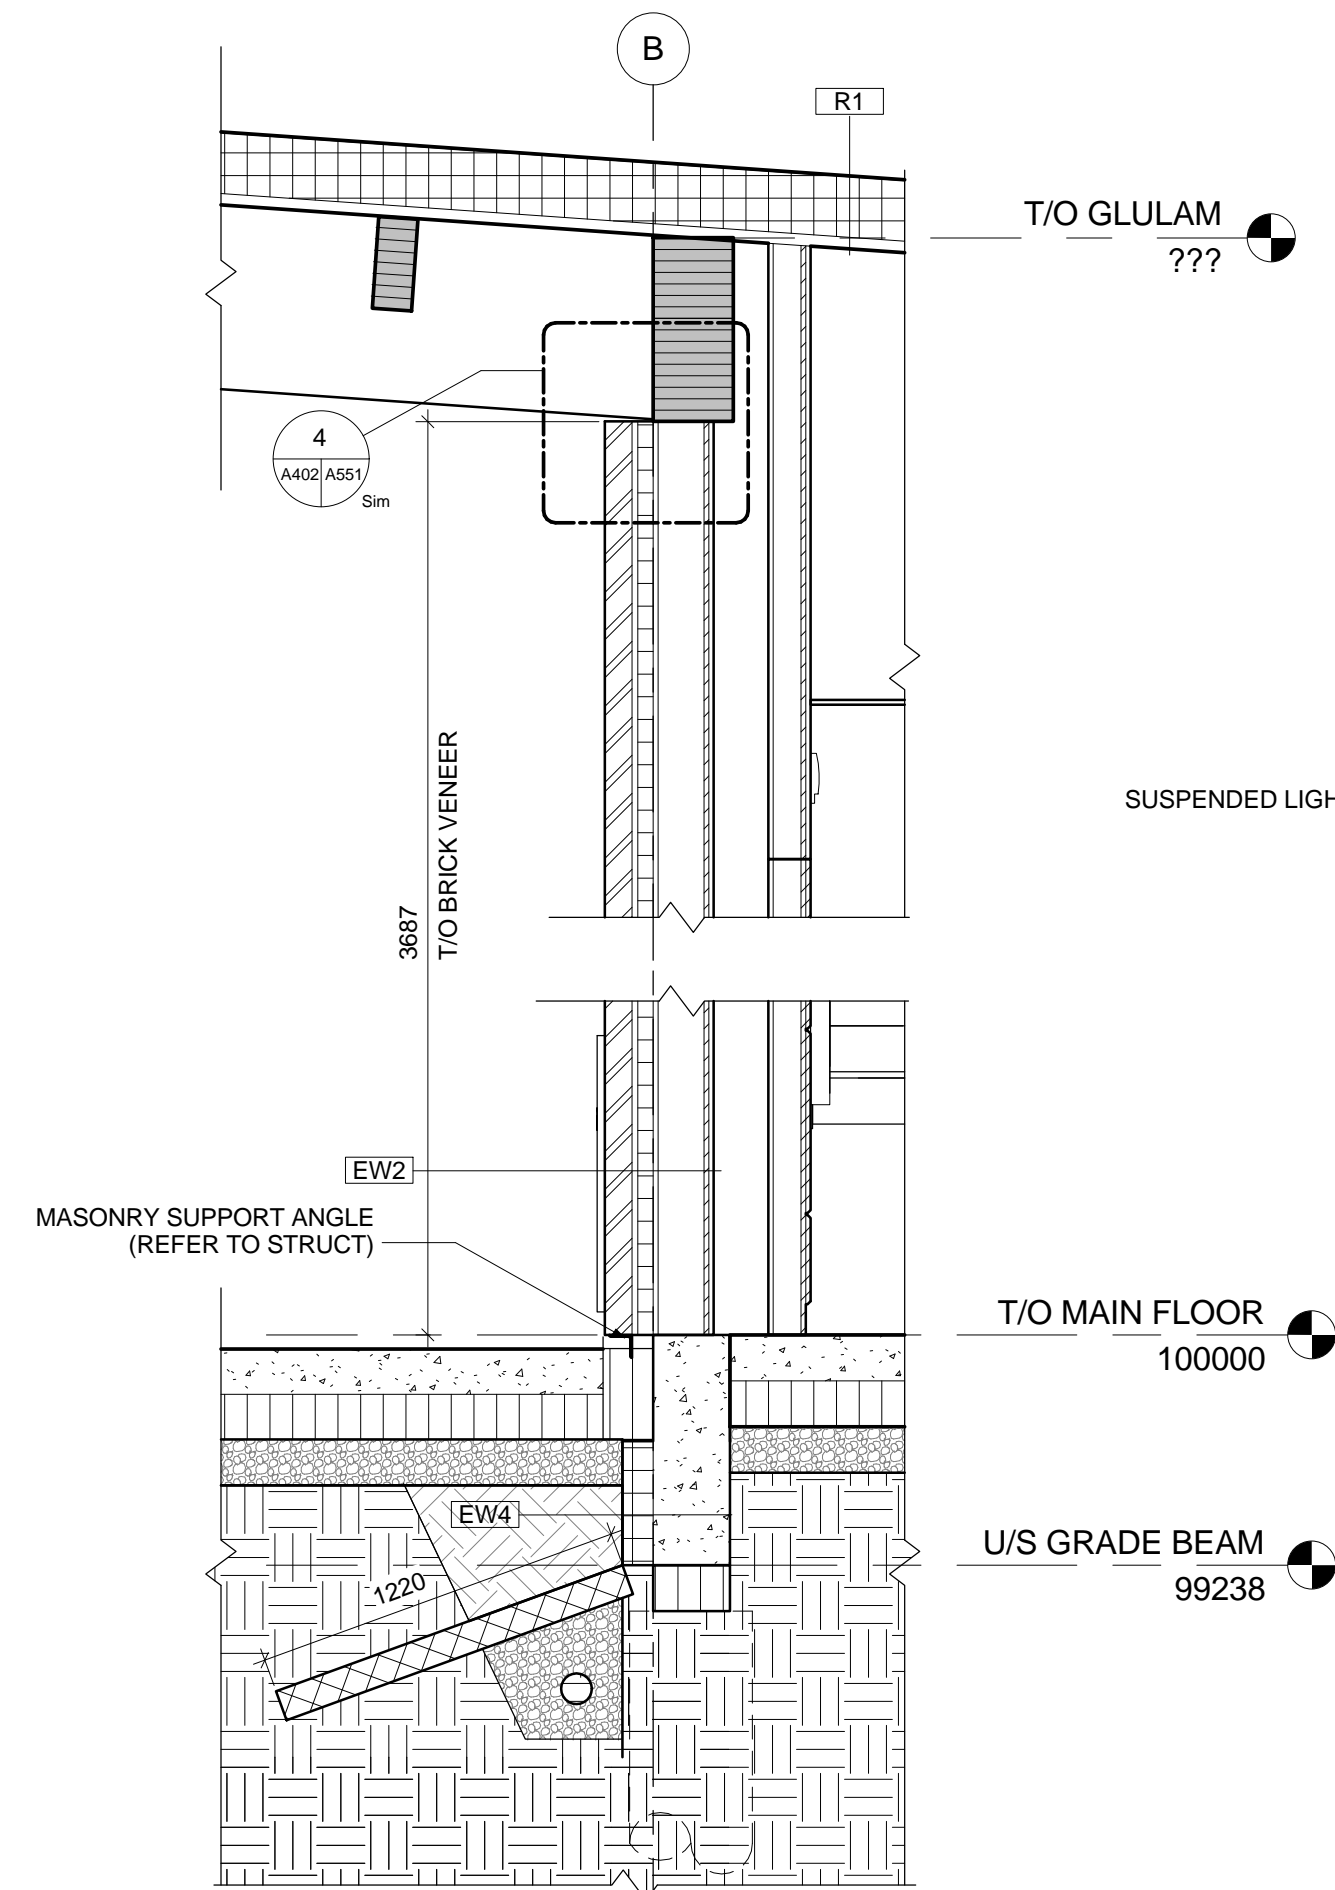 B
R1
T/O GLULAM
???
4
A402 A551
Sim
SUSPENDED LIGH
3687
T/O BRICK VENEER
EW2
MASONRY SUPPORT ANGLE
(REFER TO STRUCT)
T/O MAIN FLOOR
100000
EW4
U/S GRADE BEAM
99238
1220